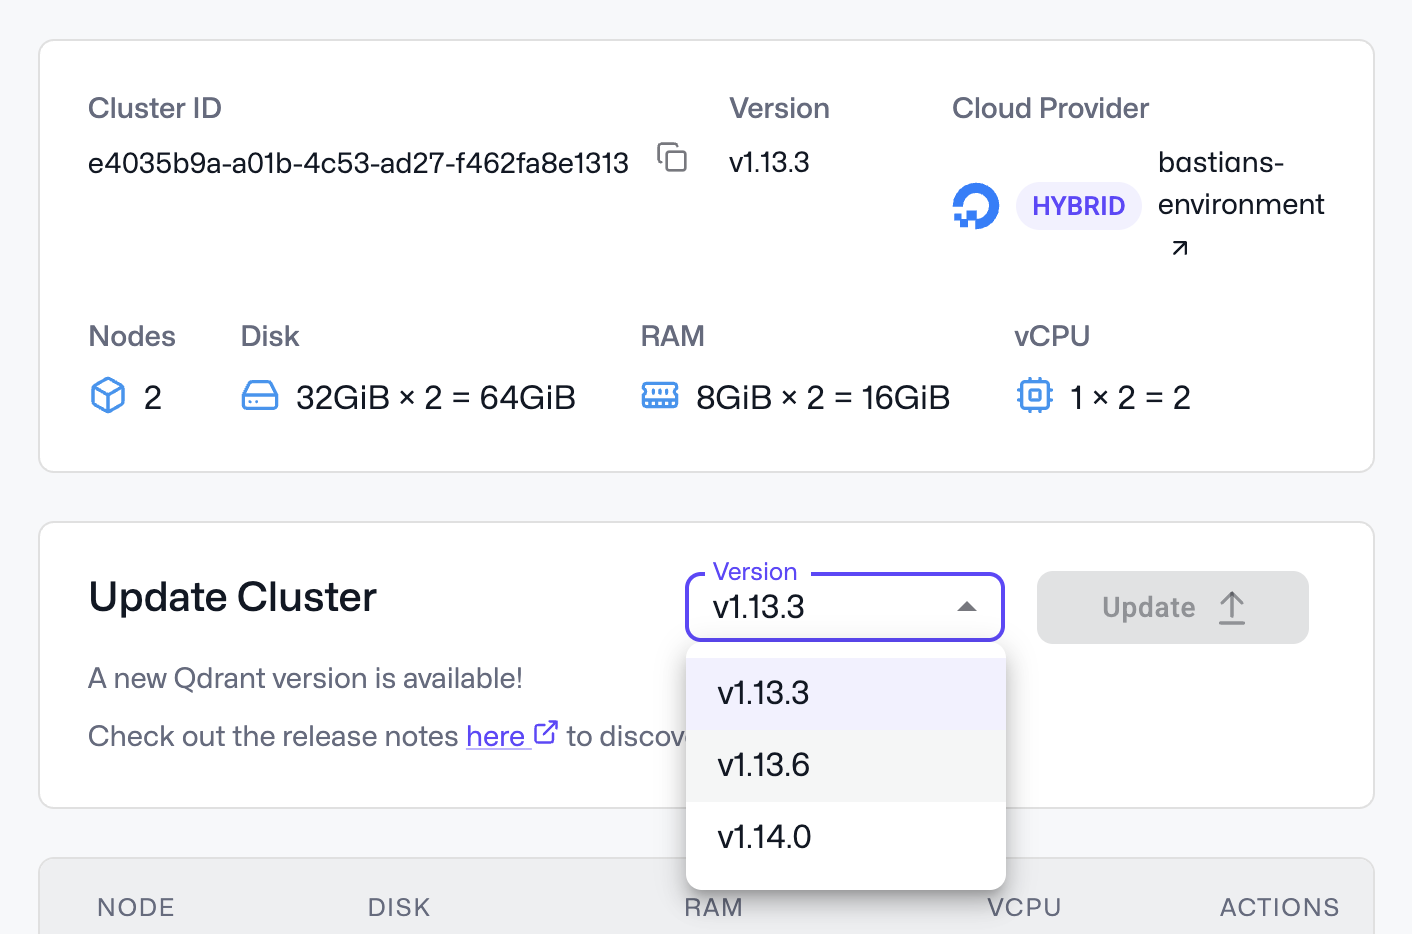 Cluster ID
Version
Cloud Provider
e4035b9a-a01b-4c53-ad27-f462fa8e1313
v1.13.3
HYBRID
bastians-
environment
Nodes
Disk
RAM
vCPU
2
32GiB × 2 = 64GiB
8GiB × 2 = 16GiB
1 × 2 = 2
Update Cluster
Version
v1.13.3
Update
A new Qdrant version is available!
Check out the release notes here to
v1.13.3
v1.13.6
v1.14.0
NODE
DISK
RAM
VCPU
ACTIONS